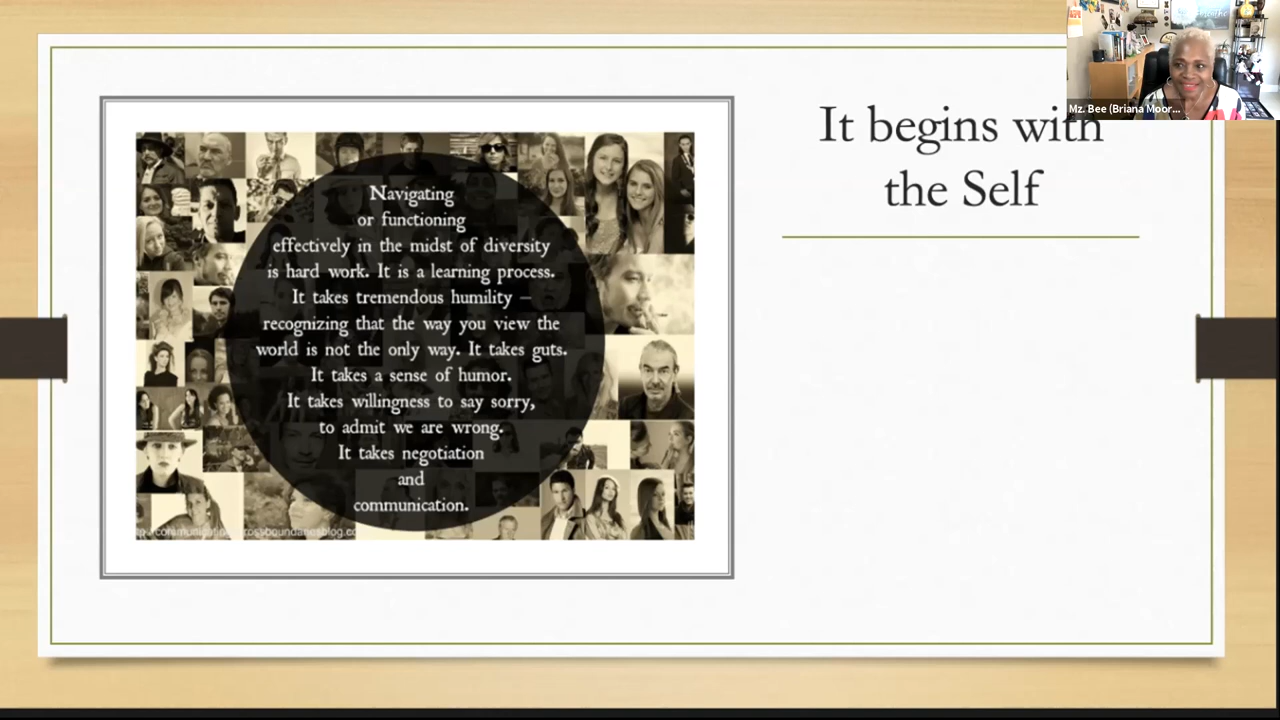 Mz. Bee (Briana Moor...
It begins with
the Self
Navigating
or functioning
effectively in the midst of diversity
is hard work. It is a learning process.
It takes tremendous humility –
recognizing that the way you view the
world is not the only way. It takes guts.
It takes a sense of humor.
It takes willingness to say sorry,
to admit we are wrong.
It takes negotiation
and
communication.